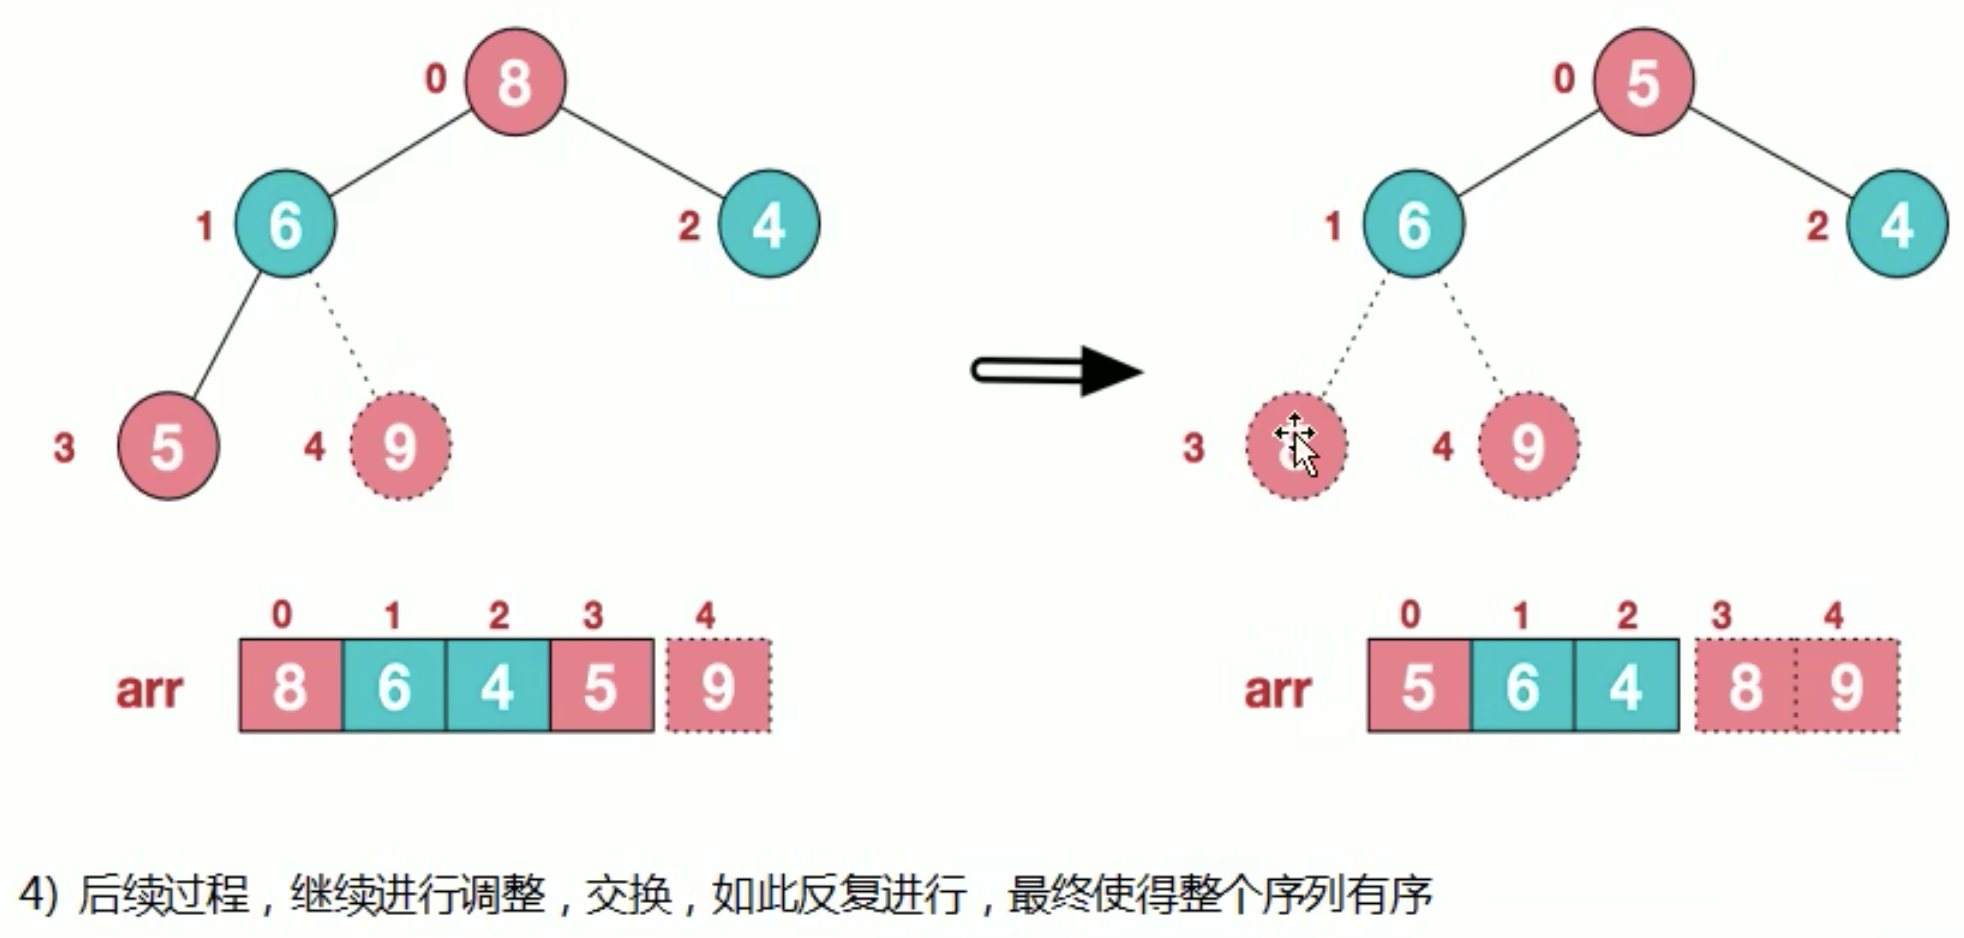 0 8 0 5
1 6 2 4 1 6 2 4
3 5 4 9 3 4 9
0 1 2 3 4 0 1 2 3 4
arr 8 6 4 5 9 arr 5 6 4 8 9
4) 后续过程，继续进行调整，交换，如此反复进行，最终使得整个序列有序